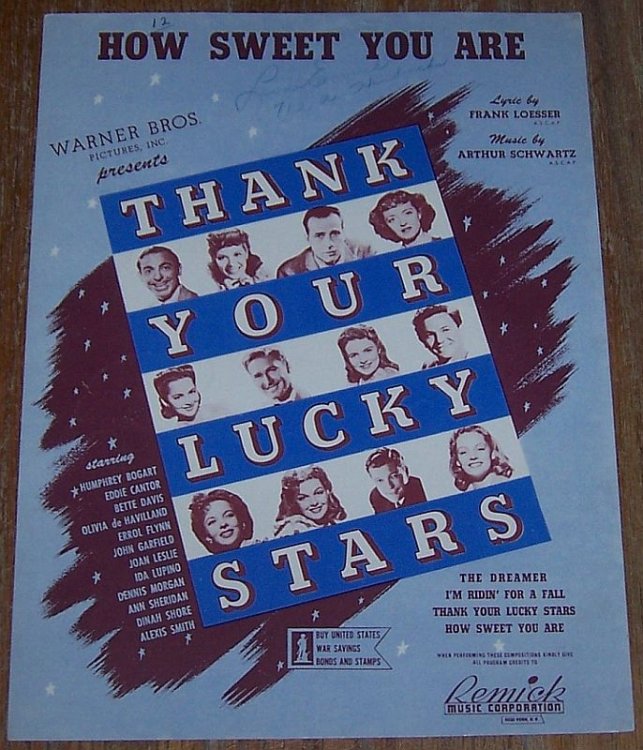 12
HOW SWEET YOU ARE
Lyric by
FRANK LOESSER
A.S.C.A.P.
Music by
ARTHUR SCHWARTZ
A.S.C.A.P.
WARNER BROS.
PICTURES, INC.
presents
THANK
YOUR
LUCKY
STARS
starring
HUMPHREY BOGART
EDDIE CANTOR
BETTE DAVIS
OLIVIA de HAVILLAND
ERROL FLYNN
JOHN GARFIELD
JOAN LESLIE
IDA LUPINO
DENNIS MORGAN
ANN SHERIDAN
DINAH SHORE
ALEXIS SMITH
BUY UNITED STATES
WAR SAVINGS
BONDS AND STAMPS
THE DREAMER
I'M RIDIN' FOR A FALL
THANK YOUR LUCKY STARS
HOW SWEET YOU ARE
WHEN PERFORMING THESE COMPOSITIONS KINDLY GIVE
ALL PROGRAM CREDITS TO
Remick
MUSIC CORPORATION
NEW YORK, N.Y.